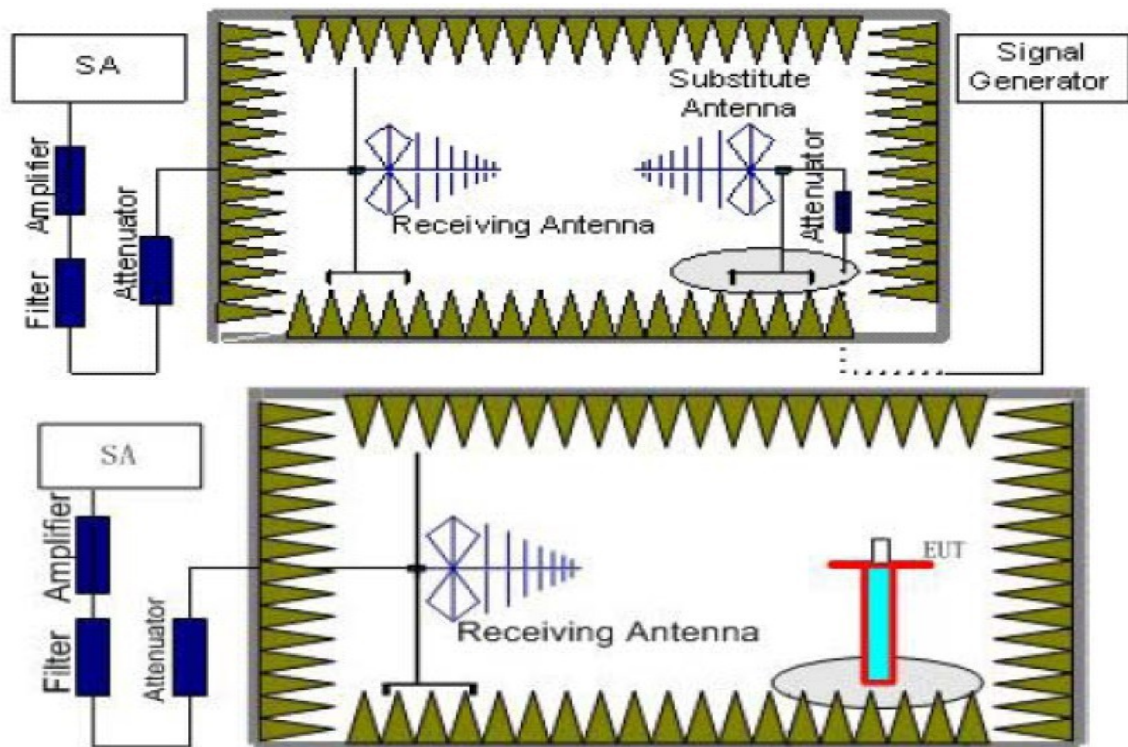 SA
Signal
Generator
Substitute
Antenna
Amplifier
Attenuator
Attenuator
Receiving Antenna
Filter
SA
Amplifier
EUT
Receiving Antenna
Filter
Attenuator